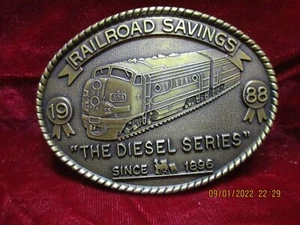 RAILROAD SAVINGS
19 88
"THE DIESEL SERIES"
SINCE 1896
09/01/2022 22:29